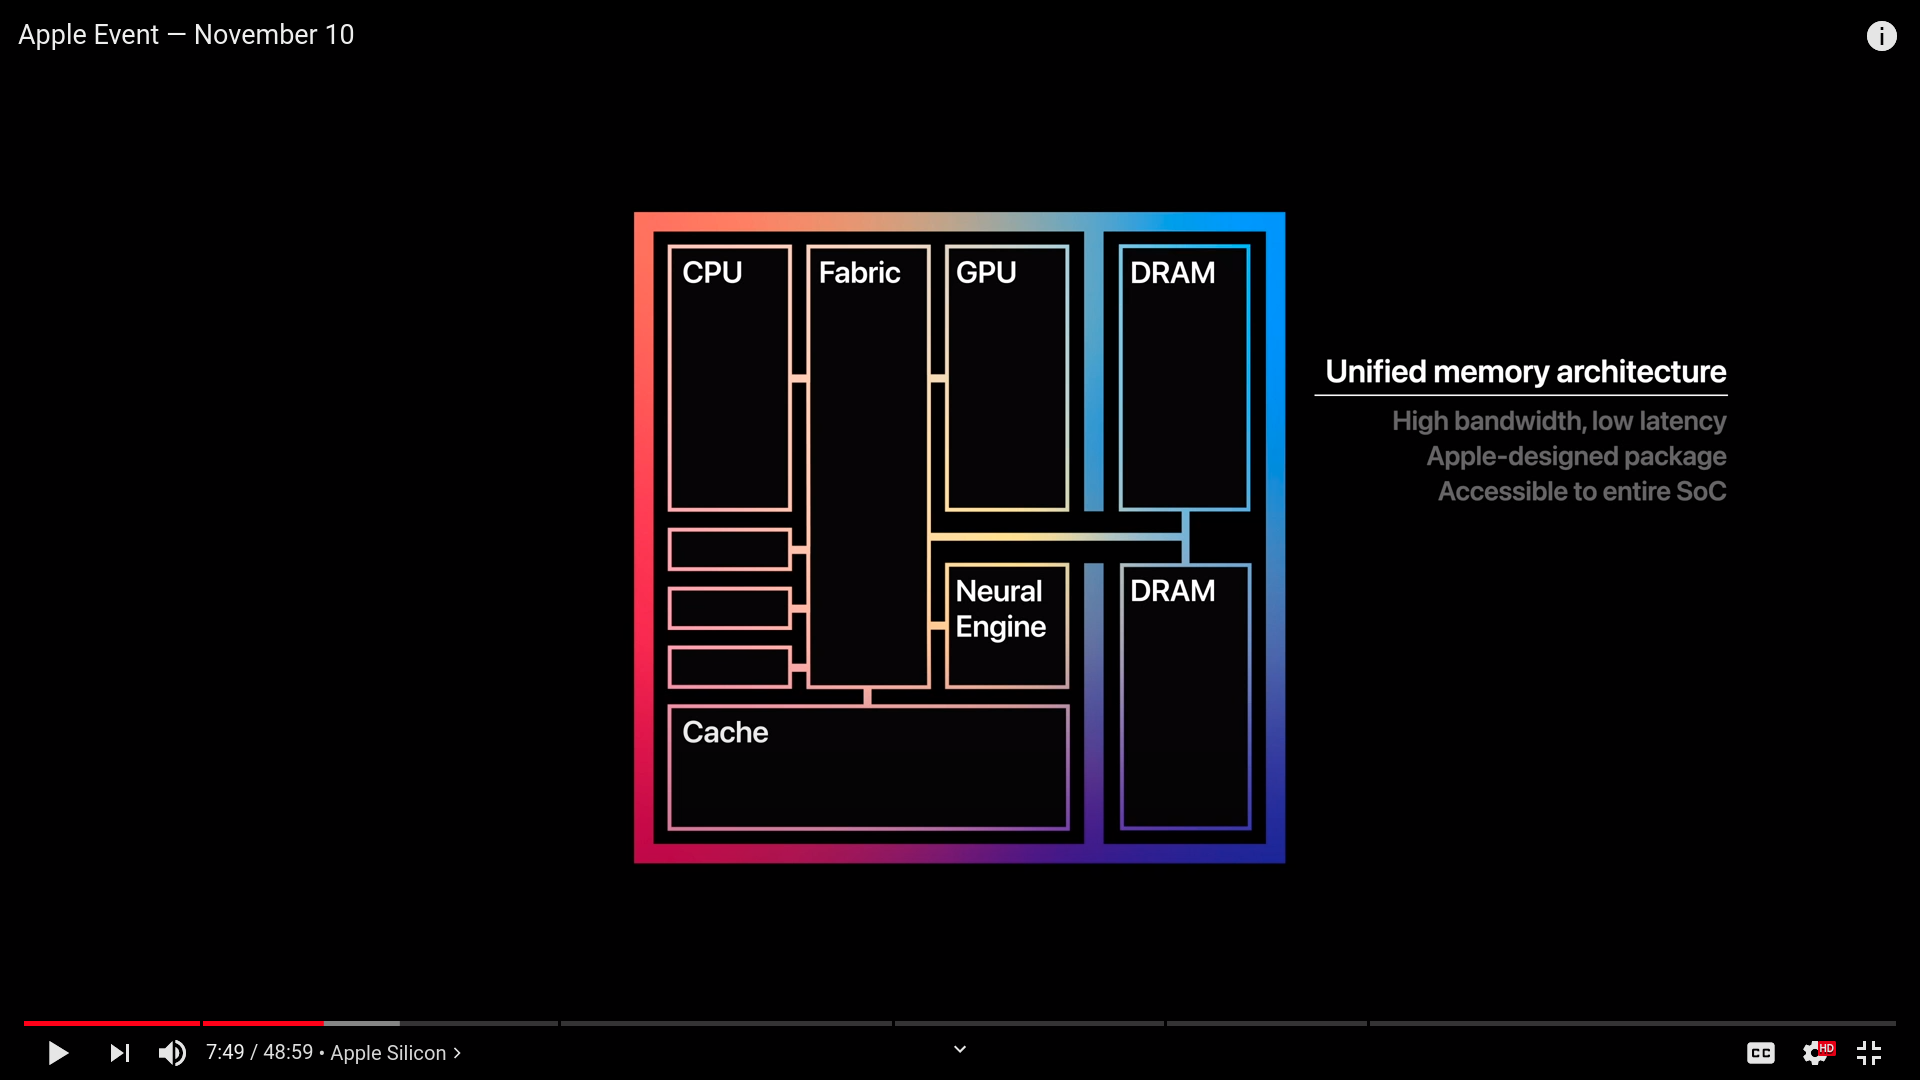 Apple Event — November 10
CPU
Fabric
GPU
DRAM
Unified memory architecture
High bandwidth, low latency
Apple-designed package
Accessible to entire SoC
Neural
Engine
DRAM
Cache
7:49 / 48:59 • Apple Silicon
CC
HD